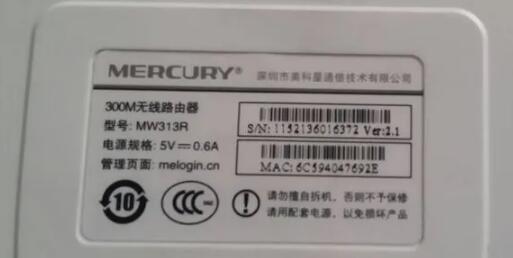 MERCURY® 深圳市美科星通信技术有限公司
300M无线路由器
型号: MW313R
电源规格: 5V⎓0.6A
管理页面: melogin.cn
S/N: 1152136016372 Ver:2.1
MAC: 6C594047692E
10
CCC
请勿擅自拆机，否则不予保修
请用配套电源，以免损坏产品